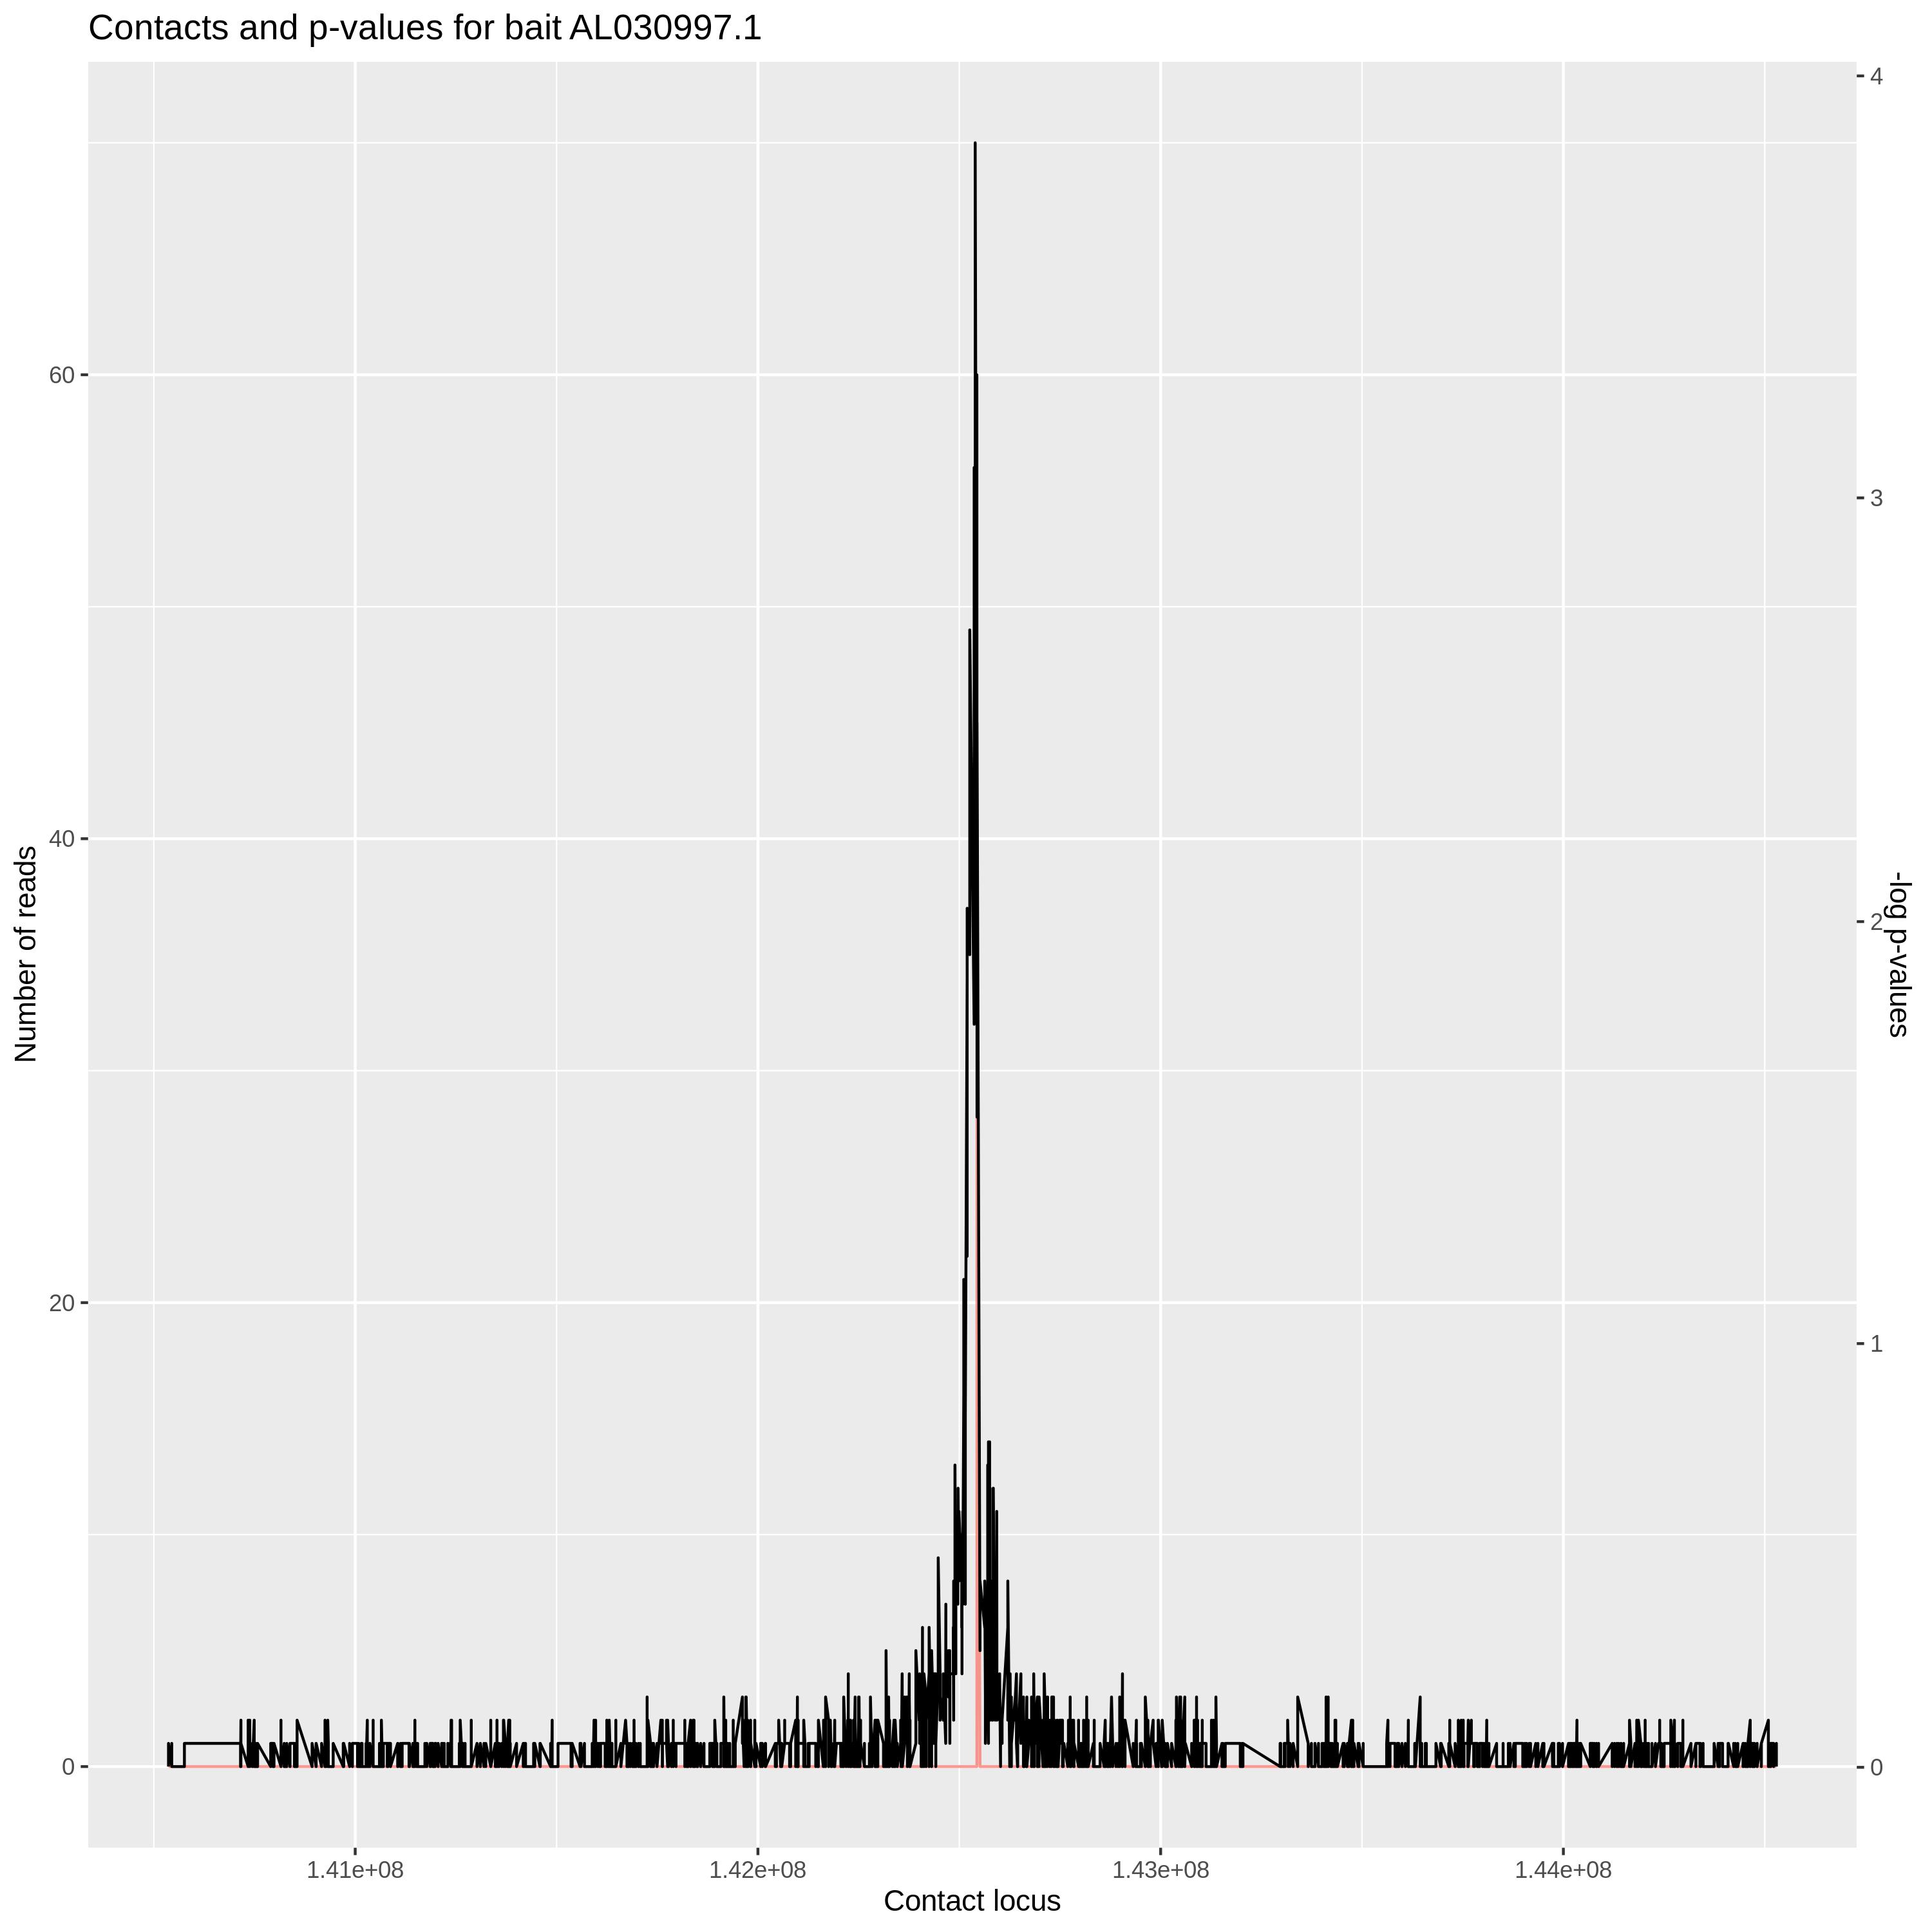 Contacts and p-values for bait AL030997.1
4
3
2
1
0
60
40
20
0
Number of reads
-log p-values
1.41e+08
1.42e+08
1.43e+08
1.44e+08
Contact locus